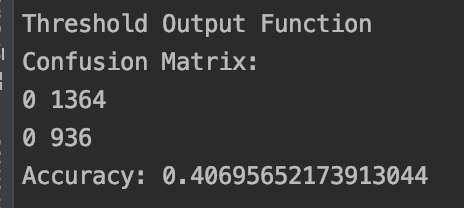 Threshold Output Function
Confusion Matrix:
0 1364
0 936
Accuracy: 0.40695652173913044